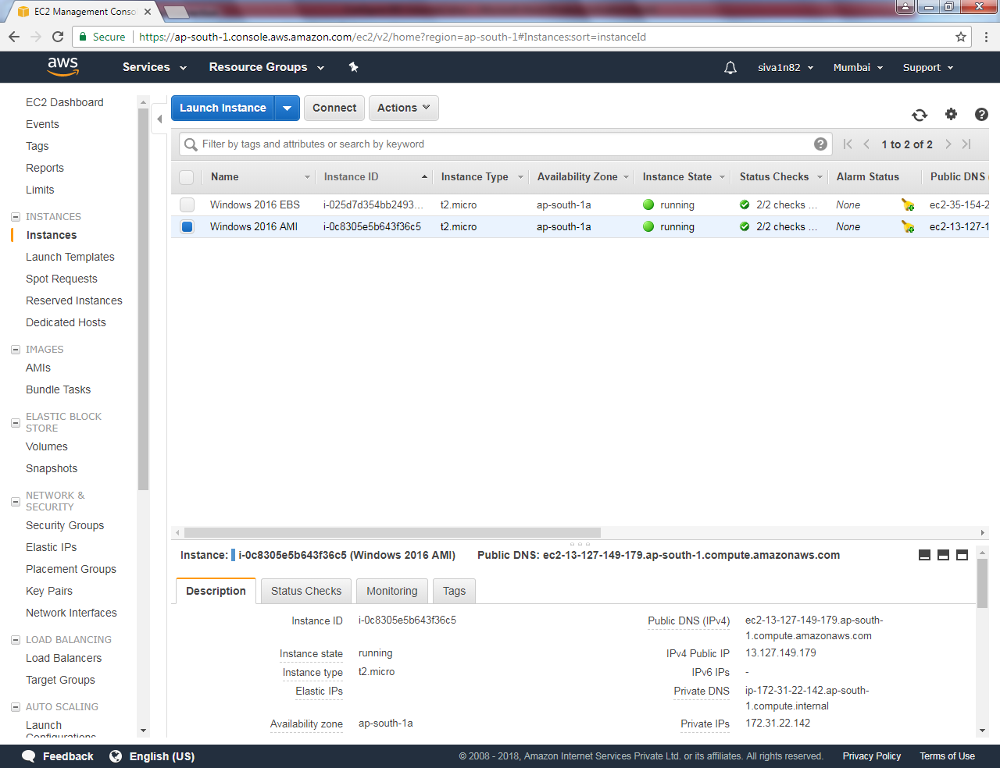 EC2 Management Conso
Secure https://ap-south-1.console.aws.amazon.com/ec2/v2/home?region=ap-south-1#Instances:sort=instanceId
aws Services Resource Groups siva1n82 Mumbai Support
EC2 Dashboard
Events
Tags
Reports
Limits
INSTANCES
Instances
Launch Templates
Spot Requests
Reserved Instances
Dedicated Hosts
IMAGES
AMIs
Bundle Tasks
ELASTIC BLOCK
STORE
Volumes
Snapshots
NETWORK &
SECURITY
Security Groups
Elastic IPs
Placement Groups
Key Pairs
Network Interfaces
LOAD BALANCING
Load Balancers
Target Groups
AUTO SCALING
Launch
Configurations
Launch Instance Connect Actions
Filter by tags and attributes or search by keyword 1 to 2 of 2
Name Instance ID Instance Type Availability Zone Instance State Status Checks Alarm Status Public DNS (
Windows 2016 EBS i-025d7d354bb2493... t2.micro ap-south-1a running 2/2 checks ... None ec2-35-154-2
Windows 2016 AMI i-0c8305e5b643f36c5 t2.micro ap-south-1a running 2/2 checks ... None ec2-13-127-1
Instance: i-0c8305e5b643f36c5 (Windows 2016 AMI) Public DNS: ec2-13-127-149-179.ap-south-1.compute.amazonaws.com
Description Status Checks Monitoring Tags
Instance ID i-0c8305e5b643f36c5 Public DNS (IPv4) ec2-13-127-149-179.ap-south-
1.compute.amazonaws.com
Instance state running IPv4 Public IP 13.127.149.179
Instance type t2.micro IPv6 IPs -
Elastic IPs Private DNS ip-172-31-22-142.ap-south-
1.compute.internal
Availability zone ap-south-1a Private IPs 172.31.22.142
Feedback English (US) © 2008 - 2018, Amazon Internet Services Private Ltd. or its affiliates. All rights reserved. Privacy Policy Terms of Use